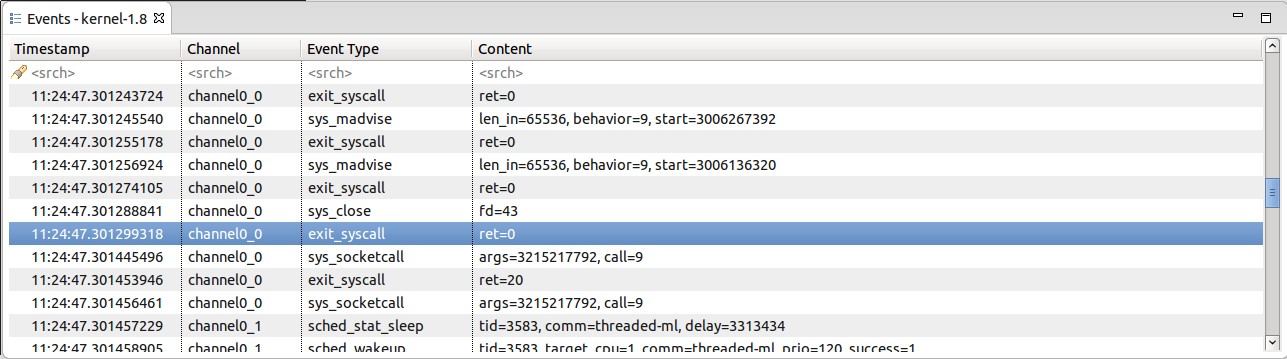 Events - kernel-1.8
Timestamp Channel Event Type Content
<srch> <srch> <srch> <srch>
11:24:47.301243724 channel0_0 exit_syscall ret=0
11:24:47.301245540 channel0_0 sys_madvise len_in=65536, behavior=9, start=3006267392
11:24:47.301255178 channel0_0 exit_syscall ret=0
11:24:47.301256924 channel0_0 sys_madvise len_in=65536, behavior=9, start=3006136320
11:24:47.301274105 channel0_0 exit_syscall ret=0
11:24:47.301288841 channel0_0 sys_close fd=43
11:24:47.301299318 channel0_0 exit_syscall ret=0
11:24:47.301445496 channel0_0 sys_socketcall args=3215217792, call=9
11:24:47.301453946 channel0_0 exit_syscall ret=20
11:24:47.301456461 channel0_0 sys_socketcall args=3215217792, call=9
11:24:47.301457229 channel0_1 sched_stat_sleep tid=3583, comm=threaded-ml, delay=3313434
11:24:47.301458905 channel0_1 sched_wakeup tid=3583, target_cpu=1, comm=threaded-ml, prio=120, success=1